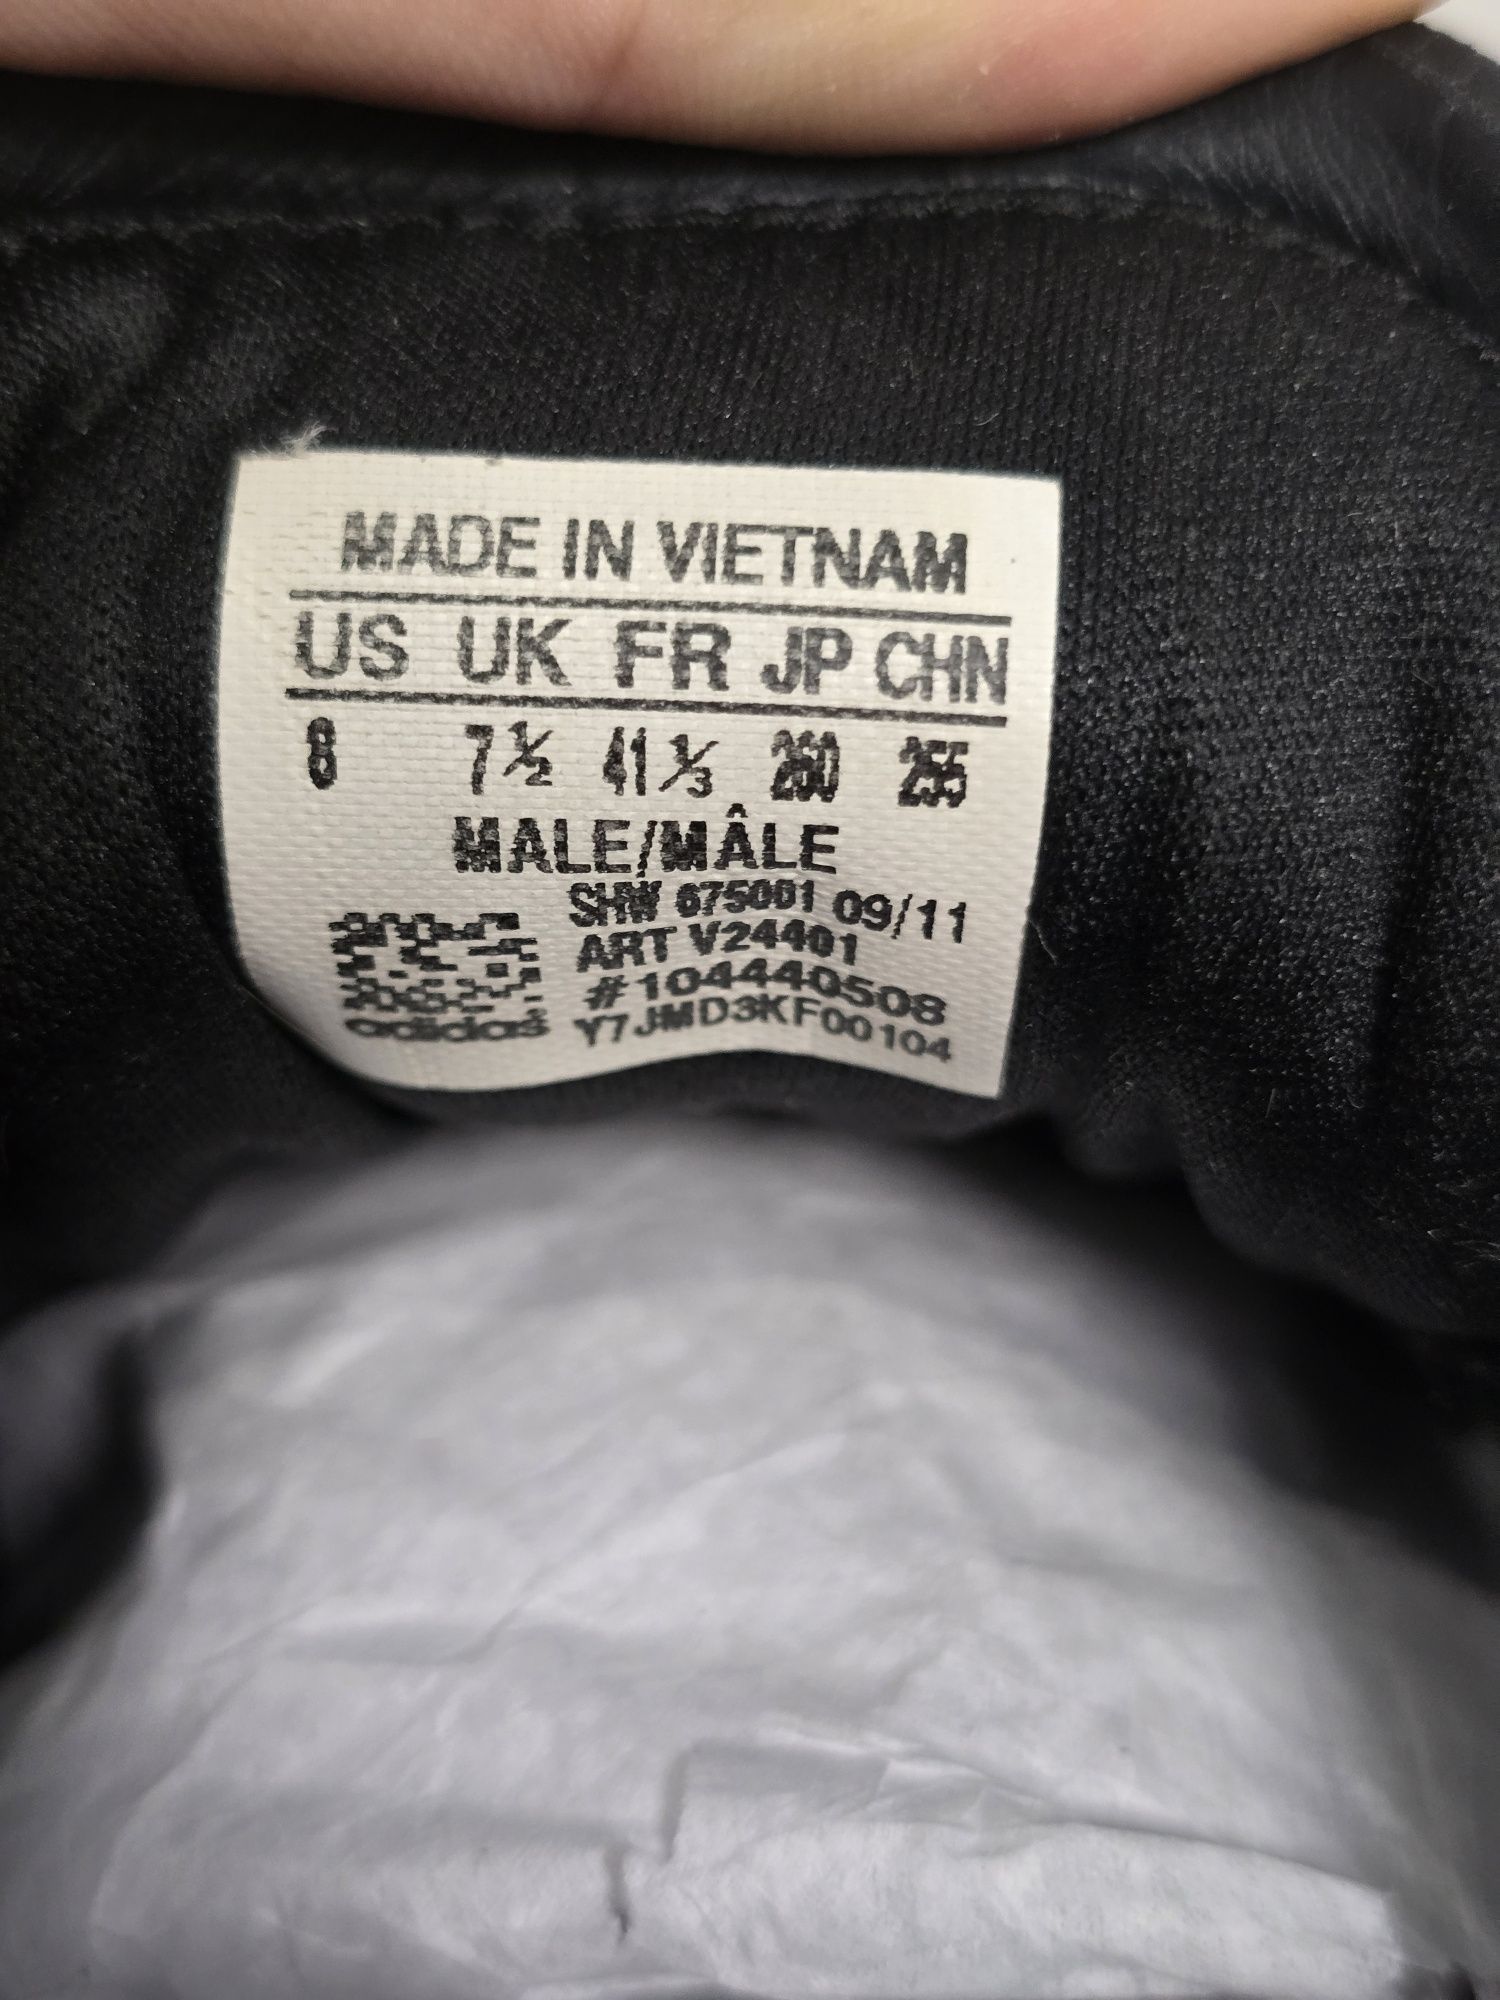 MADE IN VIETNAM
US UK FR JP CHN
8 7½ 41⅓ 260 255
MALE/MÂLE
SHW 675001 09/11
ART V24401
#104440508
adidas Y7JMD3KF00104